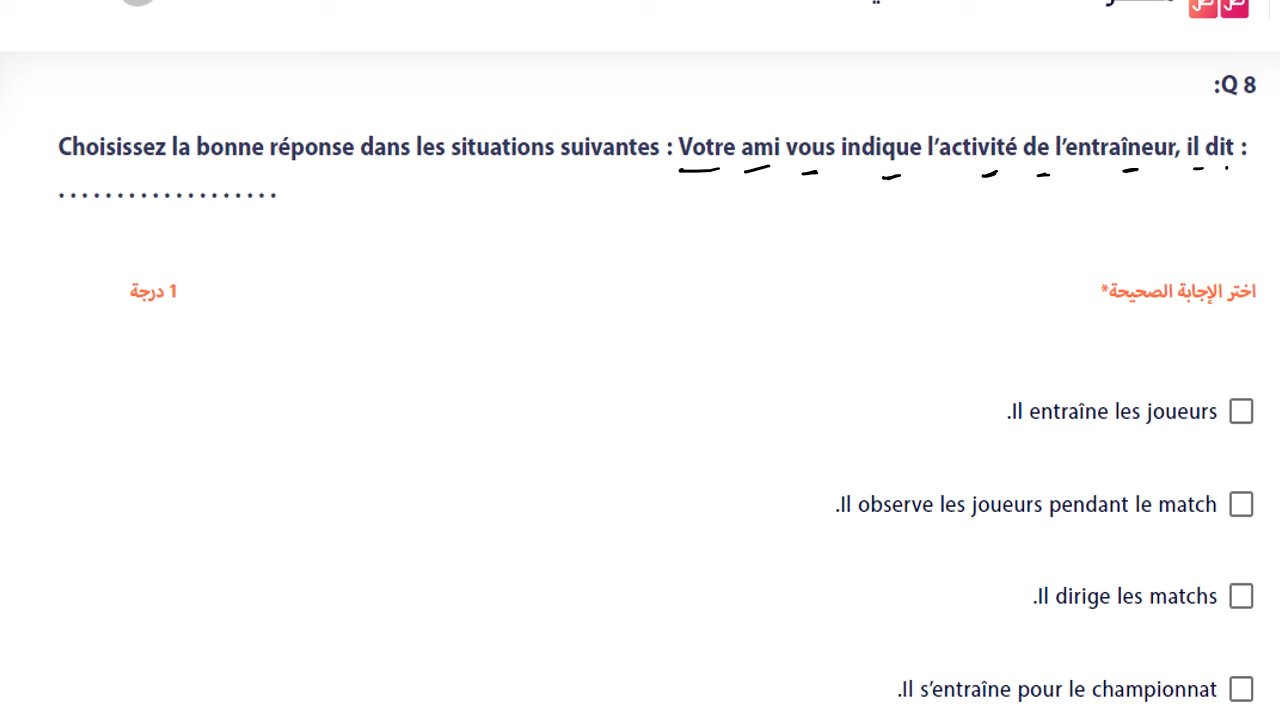 Q 8:
Choisissez la bonne réponse dans les situations suivantes : Votre ami vous indique l’activité de l’entraîneur, il dit :
...................
اختر الإجابة الصحيحة*
1 درجة
Il entraîne les joueurs.
Il observe les joueurs pendant le match.
Il dirige les matchs.
Il s’entraîne pour le championnat.